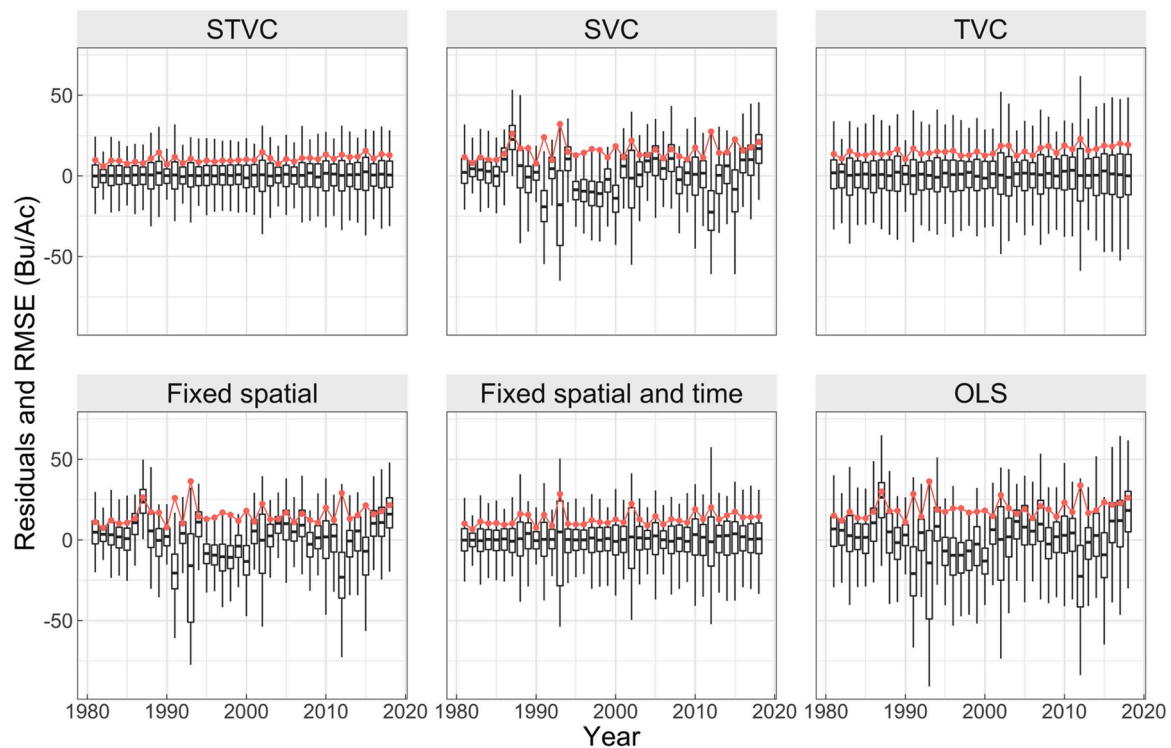 STVC
SVC
TVC
50
0
-50
Fixed spatial
Fixed spatial and time
OLS
50
0
-50
1980 1990 2000 2010 2020
1980 1990 2000 2010 2020
1980 1990 2000 2010 2020
Year
Residuals and RMSE (Bu/Ac)